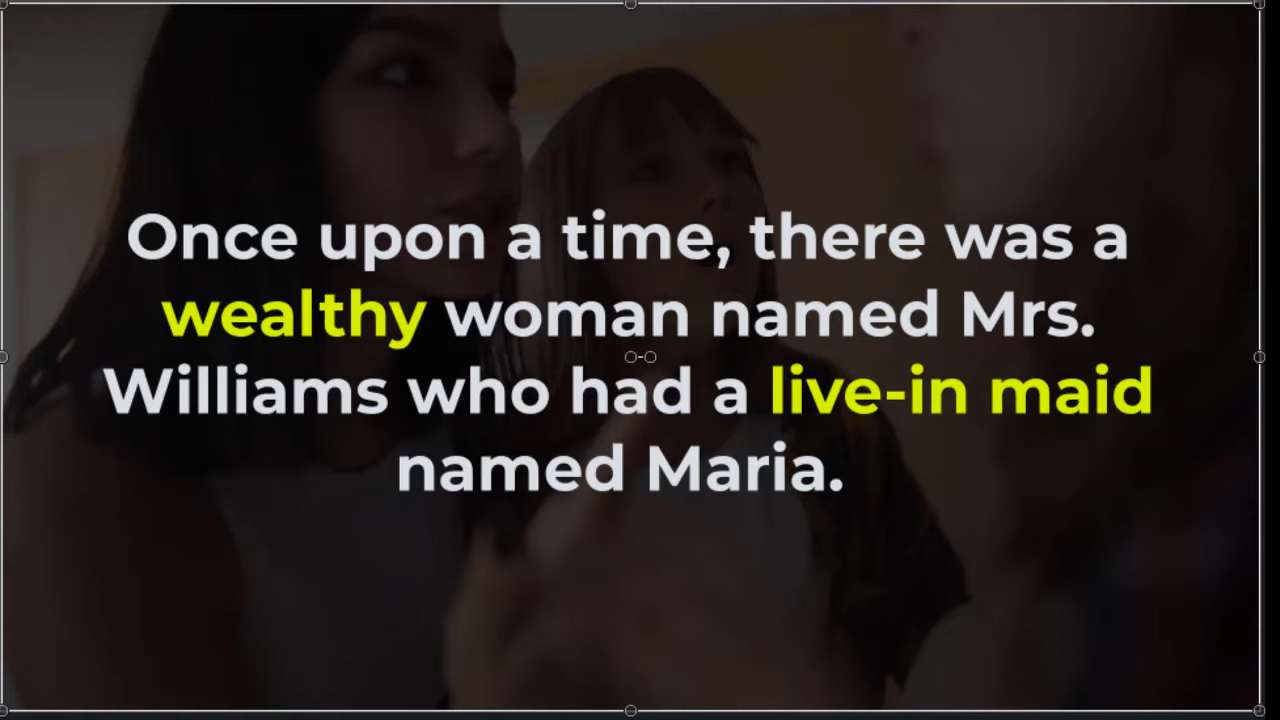 Once upon a time, there was a
wealthy woman named Mrs.
Williams who had a live-in maid
named Maria.